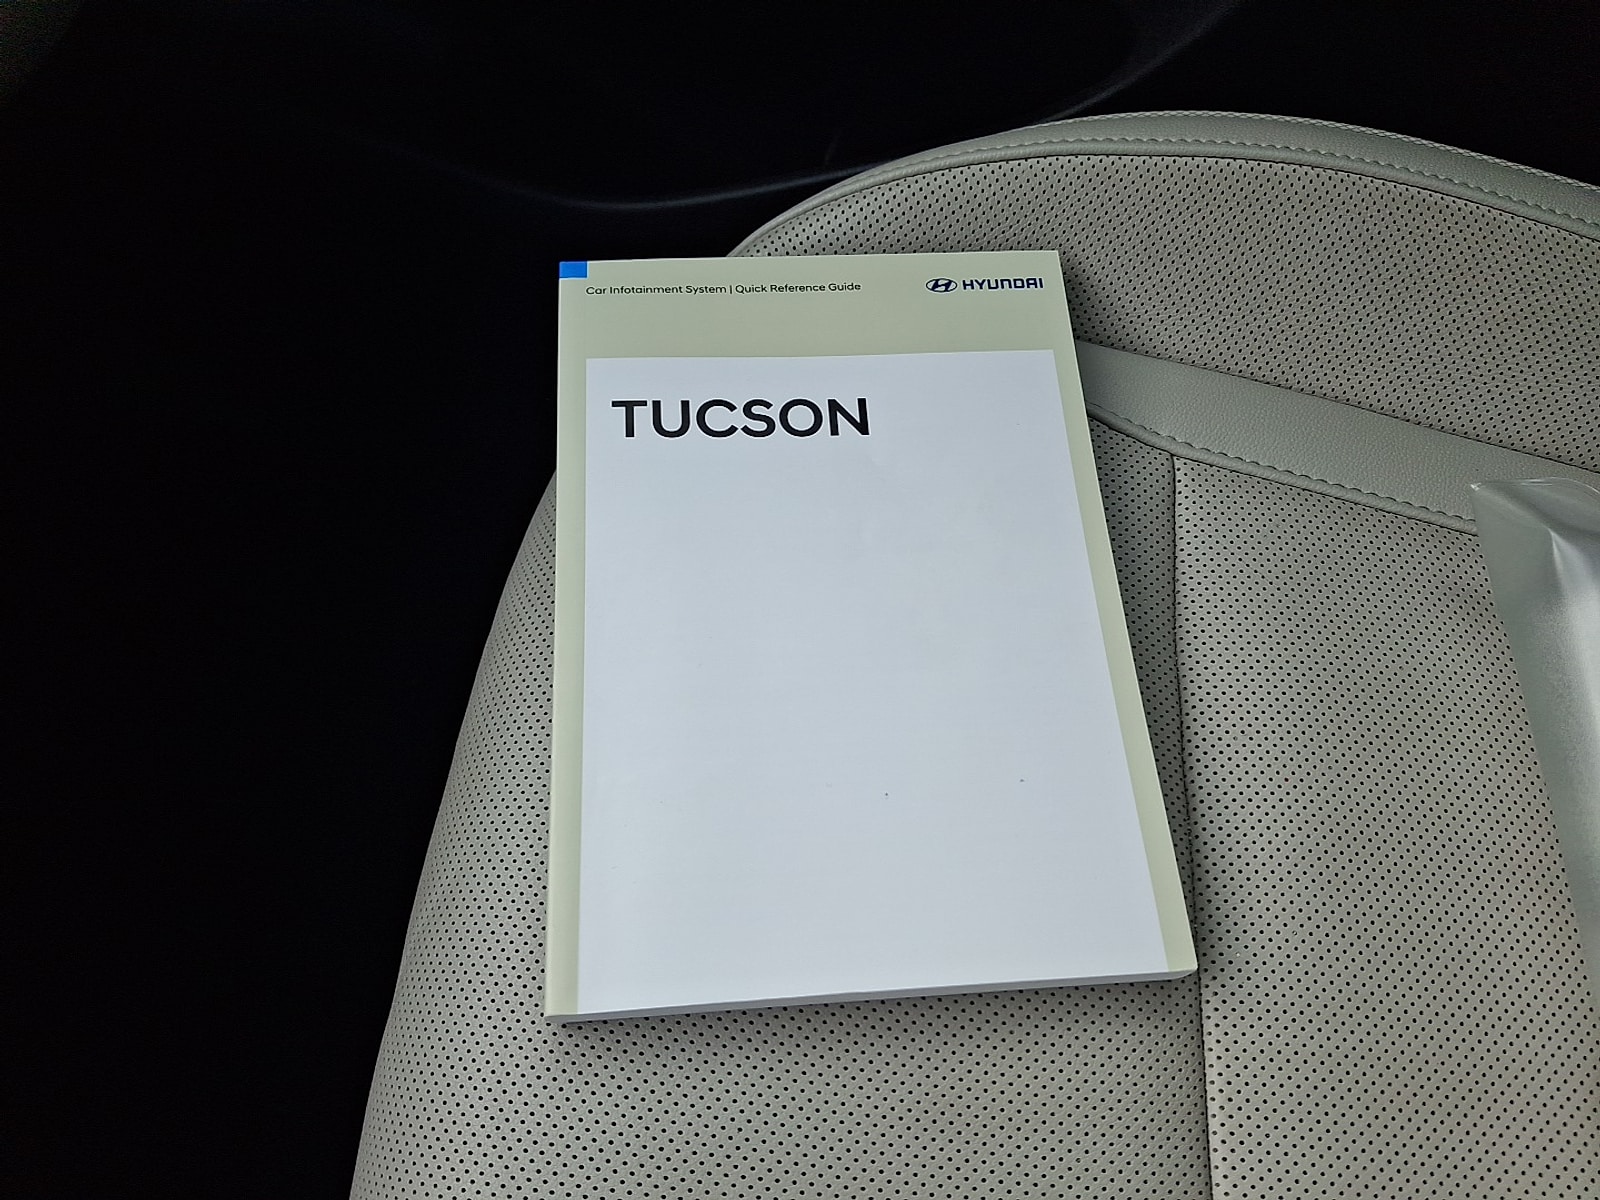 Car Infotainment System | Quick Reference Guide
HYUNDAI
TUCSON